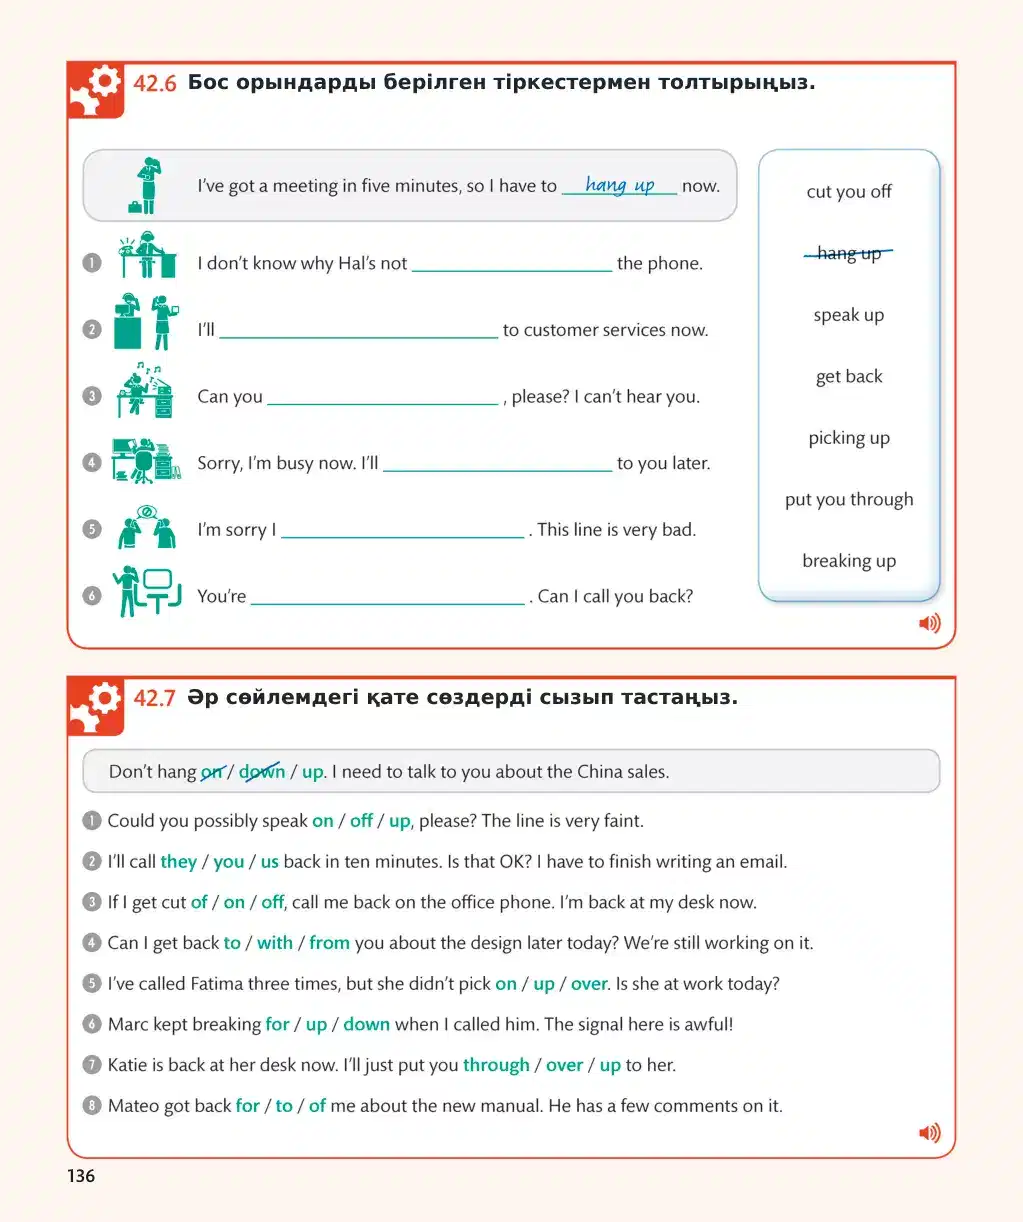 42.6 Бос орындарды берілген тіркестермен толтырыңыз.
I've got a meeting in five minutes, so I have to hang up now.
1 I don't know why Hal's not ____ the phone.
2 I'll ____ to customer services now.
3 Can you ____ , please? I can't hear you.
4 Sorry, I'm busy now. I'll ____ to you later.
5 I'm sorry I ____ . This line is very bad.
6 You're ____ . Can I call you back?
cut you off
hang up
speak up
get back
picking up
put you through
breaking up
42.7 Әр сөйлемдегі қате сөздерді сызып тастаңыз.
Don't hang on / down / up. I need to talk to you about the China sales.
1 Could you possibly speak on / off / up, please? The line is very faint.
2 I'll call they / you / us back in ten minutes. Is that OK? I have to finish writing an email.
3 If I get cut of / on / off, call me back on the office phone. I'm back at my desk now.
4 Can I get back to / with / from you about the design later today? We're still working on it.
5 I've called Fatima three times, but she didn't pick on / up / over. Is she at work today?
6 Marc kept breaking for / up / down when I called him. The signal here is awful!
7 Katie is back at her desk now. I'll just put you through / over / up to her.
8 Mateo got back for / to / of me about the new manual. He has a few comments on it.
136